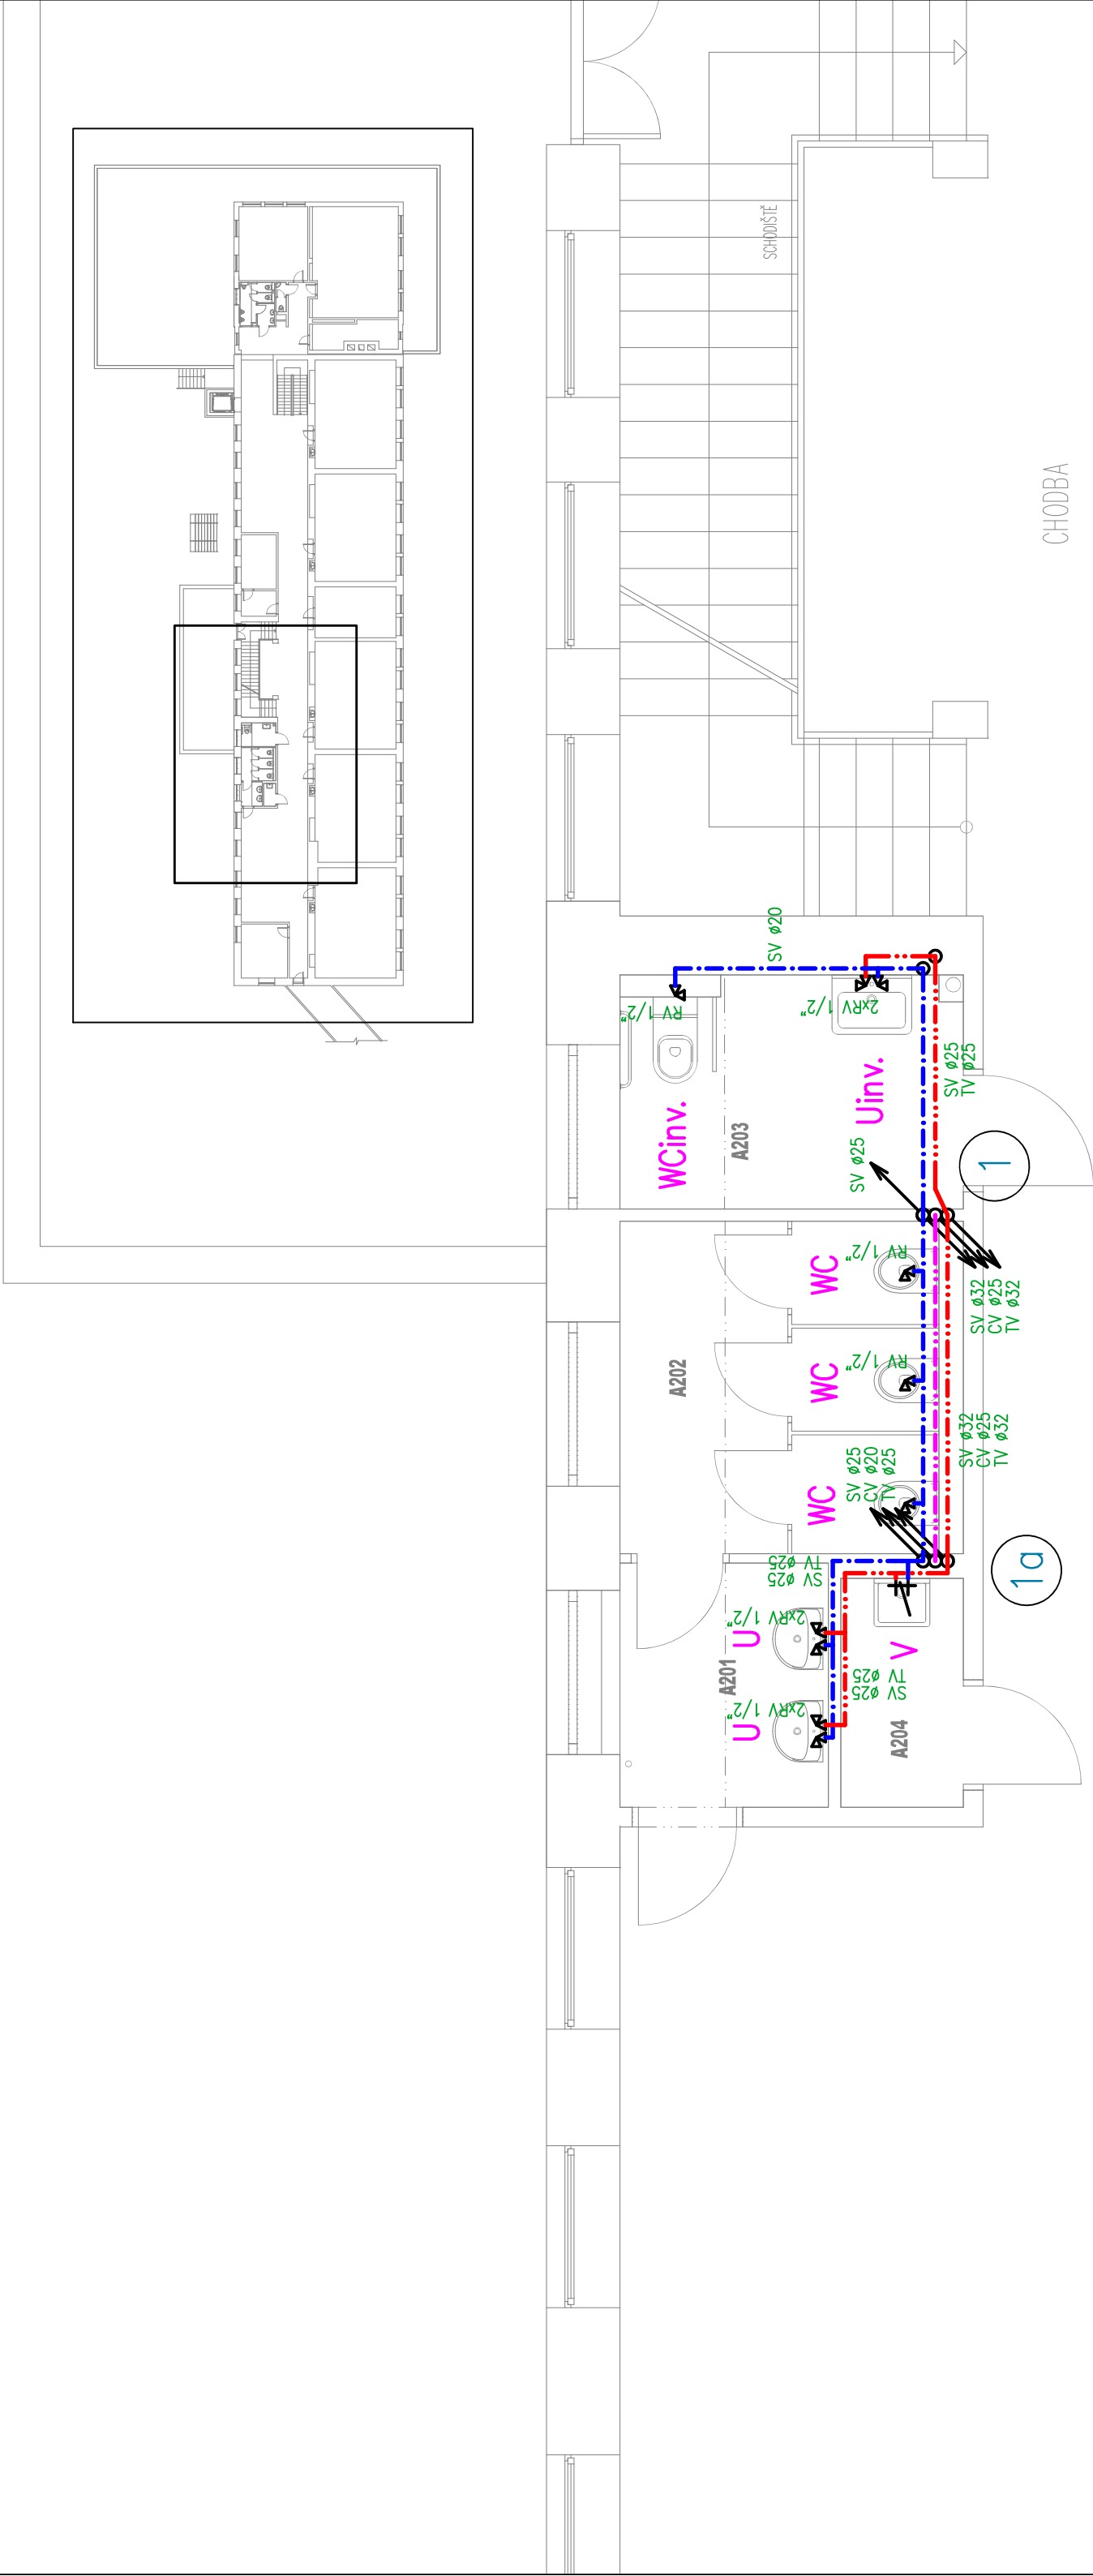 SCHODIŠTĚ
CHODBA
SV ø20
RV 1/2"
2xRV 1/2"
WCinv.
A203
Uinv.
SV ø25
TV ø25
SV ø25
1
WC
RV 1/2"
SV ø32
CV ø25
TV ø32
A202
WC
RV 1/2"
SV ø32
CV ø25
TV ø32
WC
SV ø25
CV ø20
TV ø25
1a
SV ø25
TV ø25
2xRV 1/2"
U
A201
V
SV ø25
TV ø25
2xRV 1/2"
U
A204